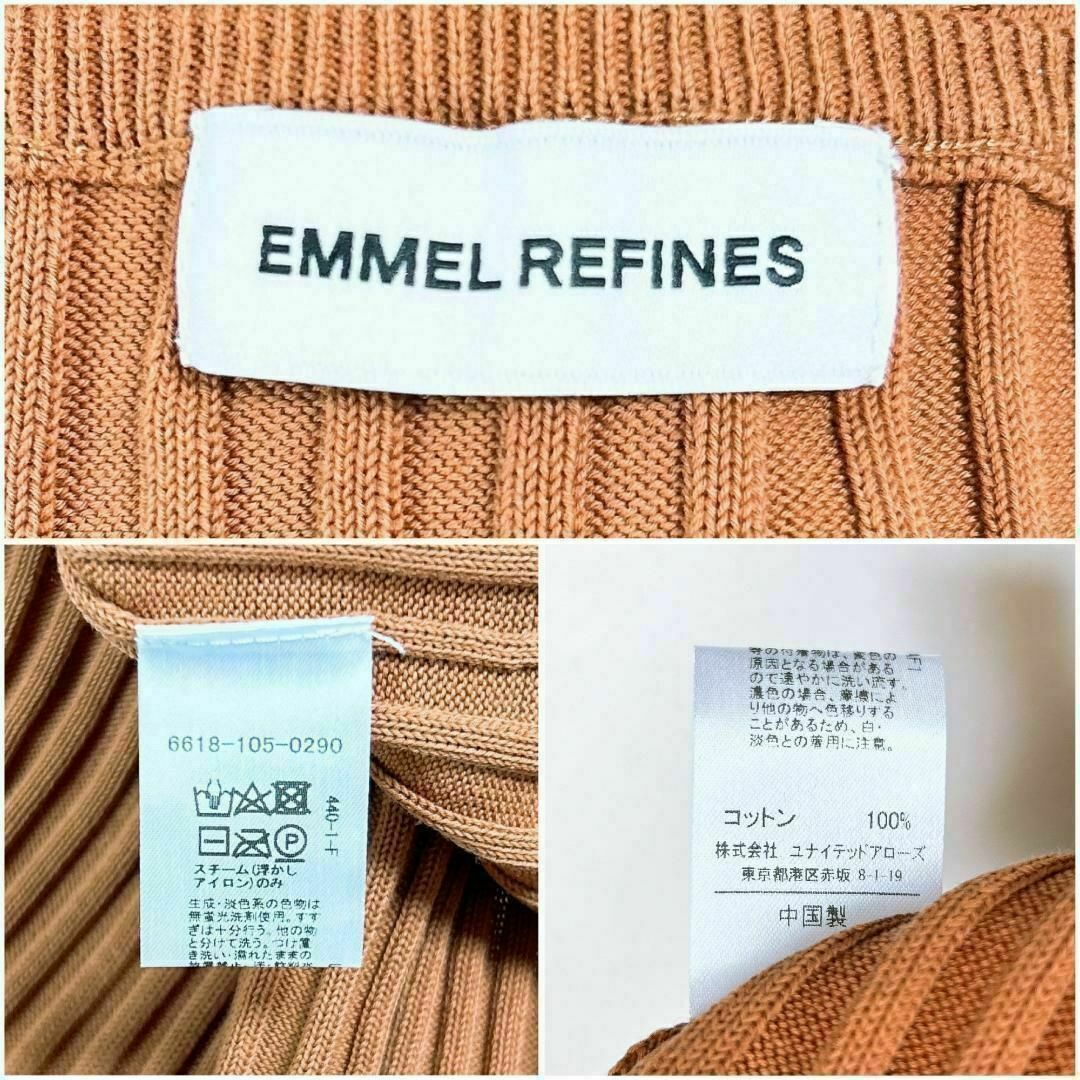 EMMEL REFINES
6618-105-0290
440-1-F
P
スチーム(浮かし
アイロン)のみ
生成・淡色系の色物は
無蛍光洗剤使用。すす
ぎは十分行う。他の物
と分けて洗う。つけ置
き洗い・濡れたままの
原因となる場合がある
ので速やかに洗い流す。
濃色の場合、摩擦によ
り他の物へ色移りする
ことがあるため、白・
淡色との着用に注意。
コットン 100%
株式会社 ユナイテッドアローズ
東京都港区赤坂 8-1-19
中国製